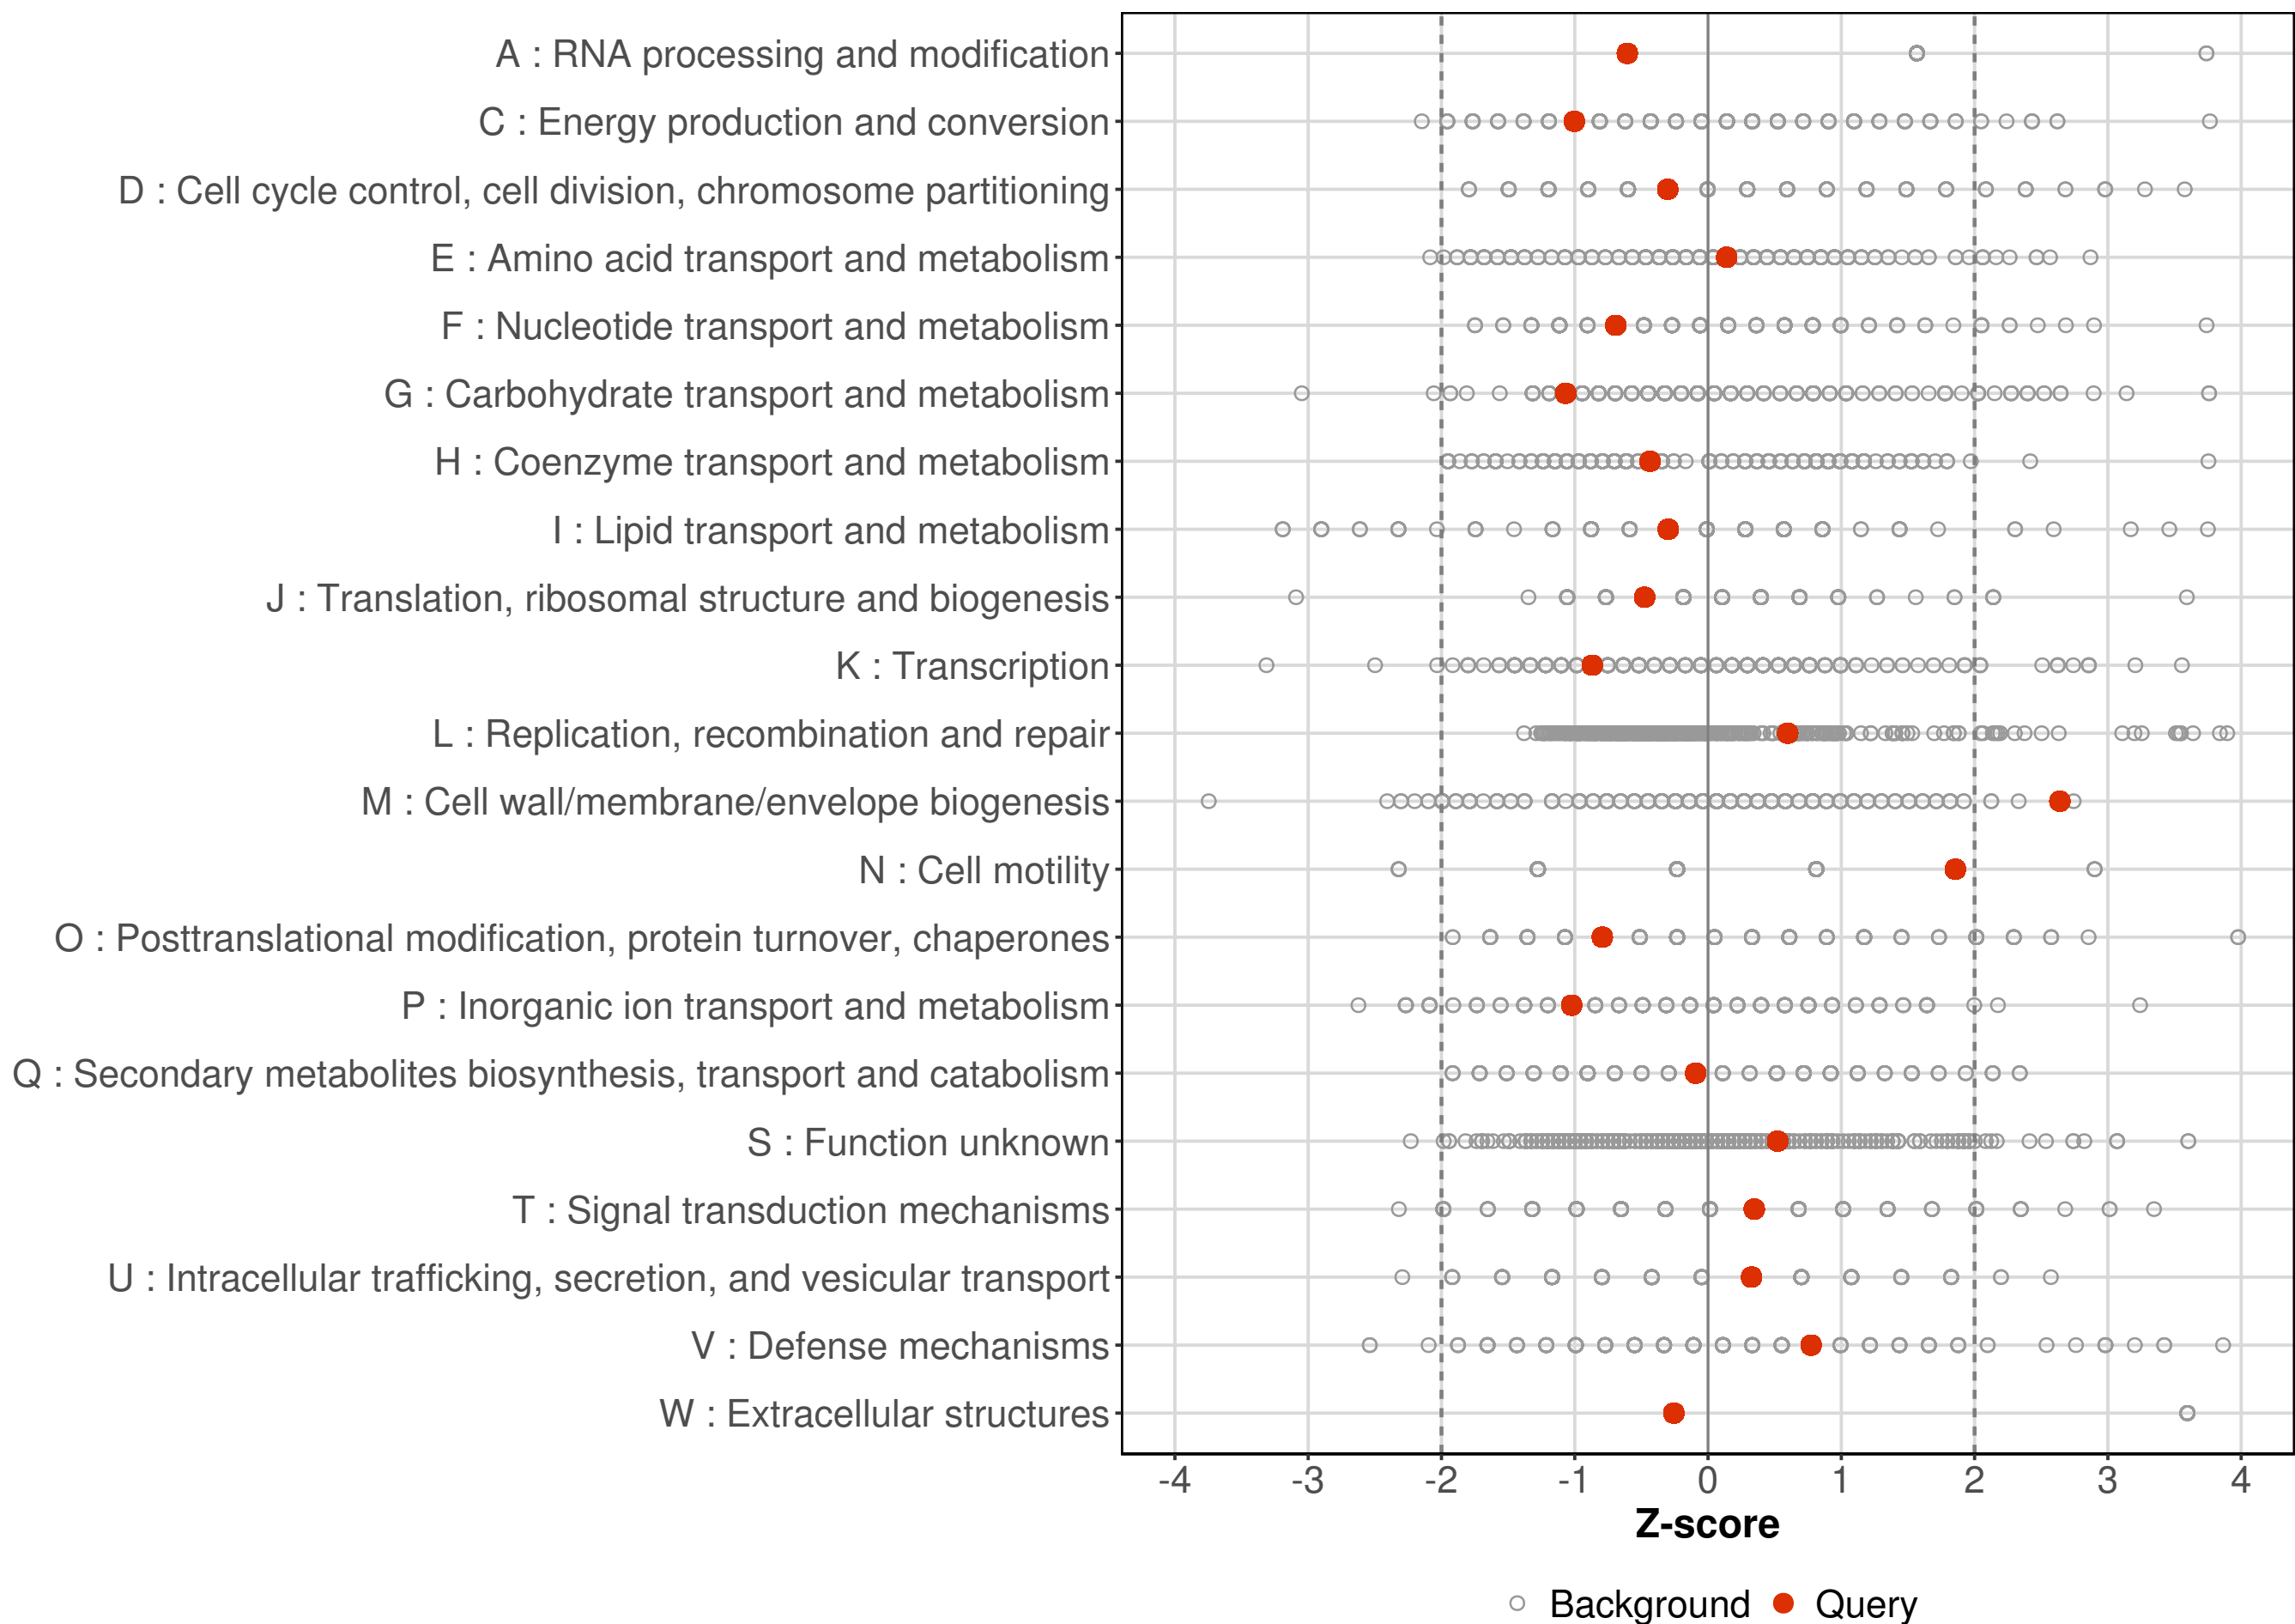 A : RNA processing and modification
C : Energy production and conversion
D : Cell cycle control, cell division, chromosome partitioning
E : Amino acid transport and metabolism
F : Nucleotide transport and metabolism
G : Carbohydrate transport and metabolism
H : Coenzyme transport and metabolism
I : Lipid transport and metabolism
J : Translation, ribosomal structure and biogenesis
K : Transcription
L : Replication, recombination and repair
M : Cell wall/membrane/envelope biogenesis
N : Cell motility
O : Posttranslational modification, protein turnover, chaperones
P : Inorganic ion transport and metabolism
Q : Secondary metabolites biosynthesis, transport and catabolism
S : Function unknown
T : Signal transduction mechanisms
U : Intracellular trafficking, secretion, and vesicular transport
V : Defense mechanisms
W : Extracellular structures
-4 -3 -2 -1 0 1 2 3 4
Z-score
Background Query